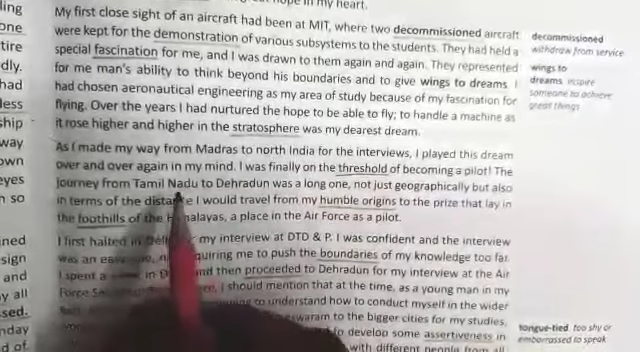 ling
one
tire
dly.
had
less
ship
way
own
eyes
n so
ned
sign
and
y all
sed.
nday
d of
hope in my heart.
My first close sight of an aircraft had been at MIT, where two decommissioned aircraft
were kept for the demonstration of various subsystems to the students. They had held a
special fascination for me, and I was drawn to them again and again. They represented
for me man's ability to think beyond his boundaries and to give wings to dreams. I
had chosen aeronautical engineering as my area of study because of my fascination for
flying. Over the years I had nurtured the hope to be able to fly; to handle a machine as
it rose higher and higher in the stratosphere was my dearest dream.
As I made my way from Madras to north India for the interviews, I played this dream
over and over again in my mind. I was finally on the threshold of becoming a pilot! The
journey from Tamil Nadu to Dehradun was a long one, not just geographically but also
in terms of the distance I would travel from my humble origins to the prize that lay in
the foothills of the Himalayas, a place in the Air Force as a pilot.
I first halted in my interview at DTD & P. I was confident and the interview
was an requiring me to push the boundaries of my knowledge too far.
I spent a in and then proceeded to Dehradun for my interview at the Air
Force I should mention that at the time, as a young man in my
to understand how to conduct myself in the wider
to the bigger cities for my studies,
to develop some assertiveness in
with different people from all
decommissioned
withdraw from service
wings to
dreams inspire
someone to achieve
great things
tongue-tied too shy or
embarrassed to speak